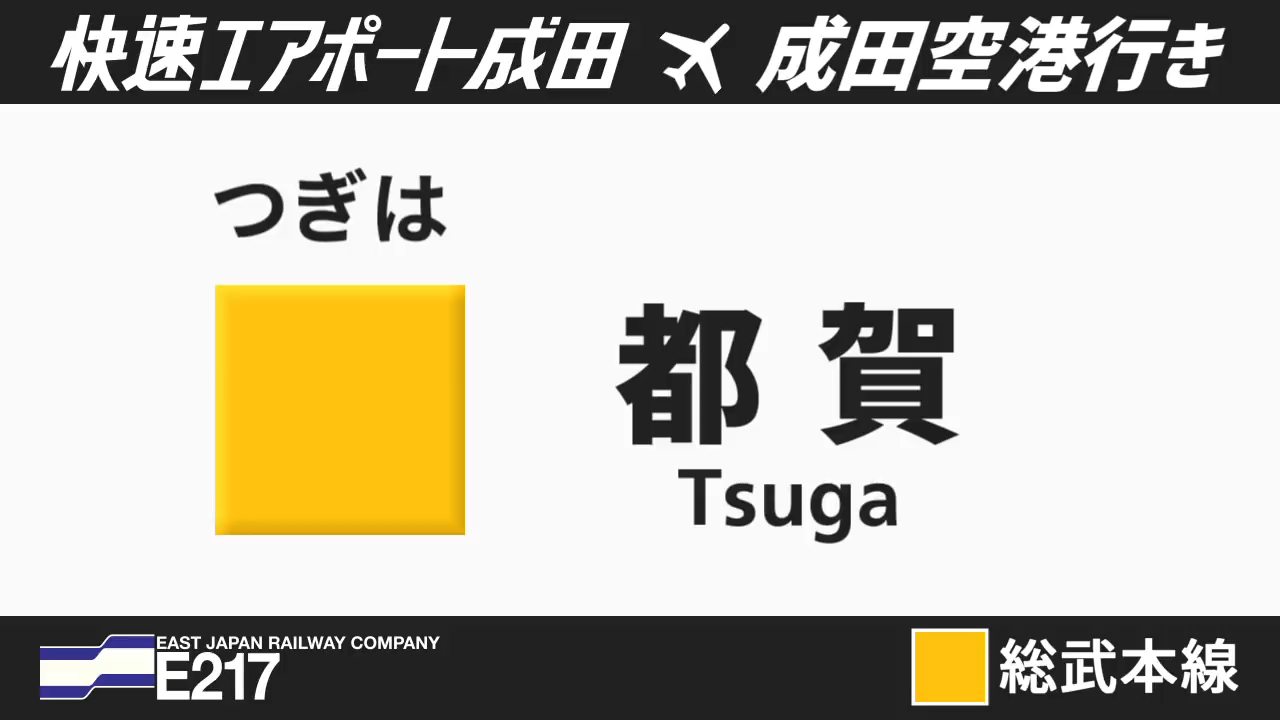 快速エアポート成田 ✈ 成田空港行き
つぎは
都賀
Tsuga
EAST JAPAN RAILWAY COMPANY
E217
総武本線